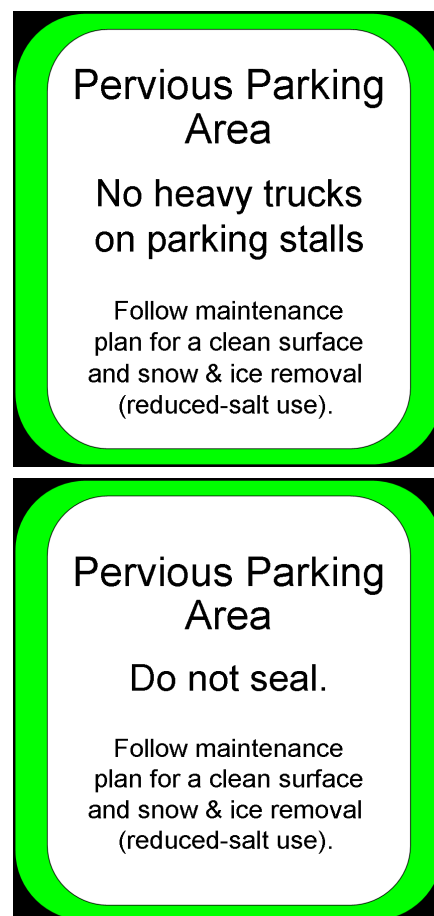 Pervious Parking
Area
No heavy trucks
on parking stalls
Follow maintenance
plan for a clean surface
and snow & ice removal
(reduced-salt use).
Pervious Parking
Area
Do not seal.
Follow maintenance
plan for a clean surface
and snow & ice removal
(reduced-salt use).